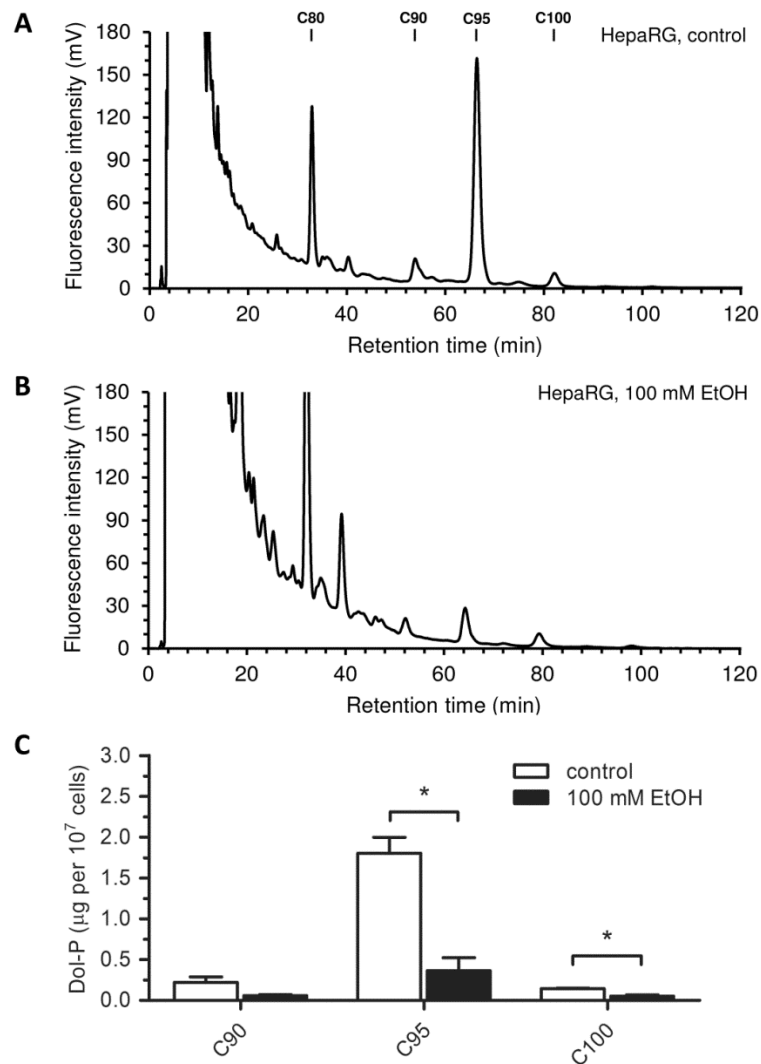 A
C80 C90 C95 C100
HepaRG, control
Fluorescence intensity (mV)
180
150
120
90
60
30
0
0 20 40 60 80 100 120
Retention time (min)
B
HepaRG, 100 mM EtOH
Fluorescence intensity (mV)
180
150
120
90
60
30
0
0 20 40 60 80 100 120
Retention time (min)
C
Dol-P (µg per 10⁷ cells)
3.0
2.5
2.0
1.5
1.0
0.5
0.0
control
100 mM EtOH
*
*
C90 C95 C100